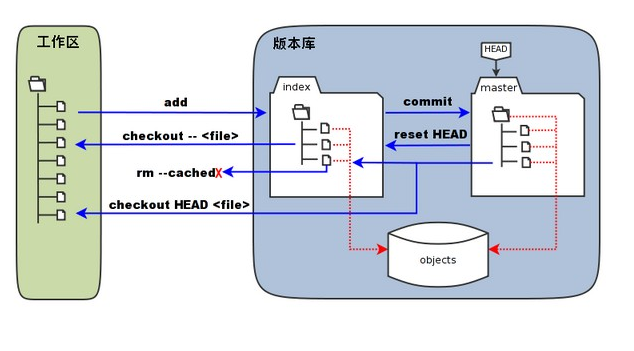 工作区
版本库
HEAD
index
master
add
commit
checkout -- <file>
reset HEAD
rm --cachedX
checkout HEAD <file>
objects